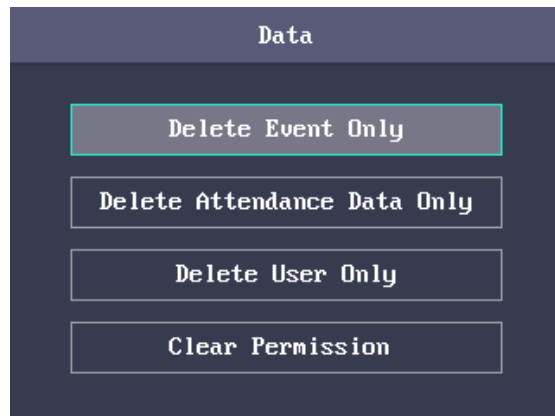 Data
Delete Event Only
Delete Attendance Data Only
Delete User Only
Clear Permission